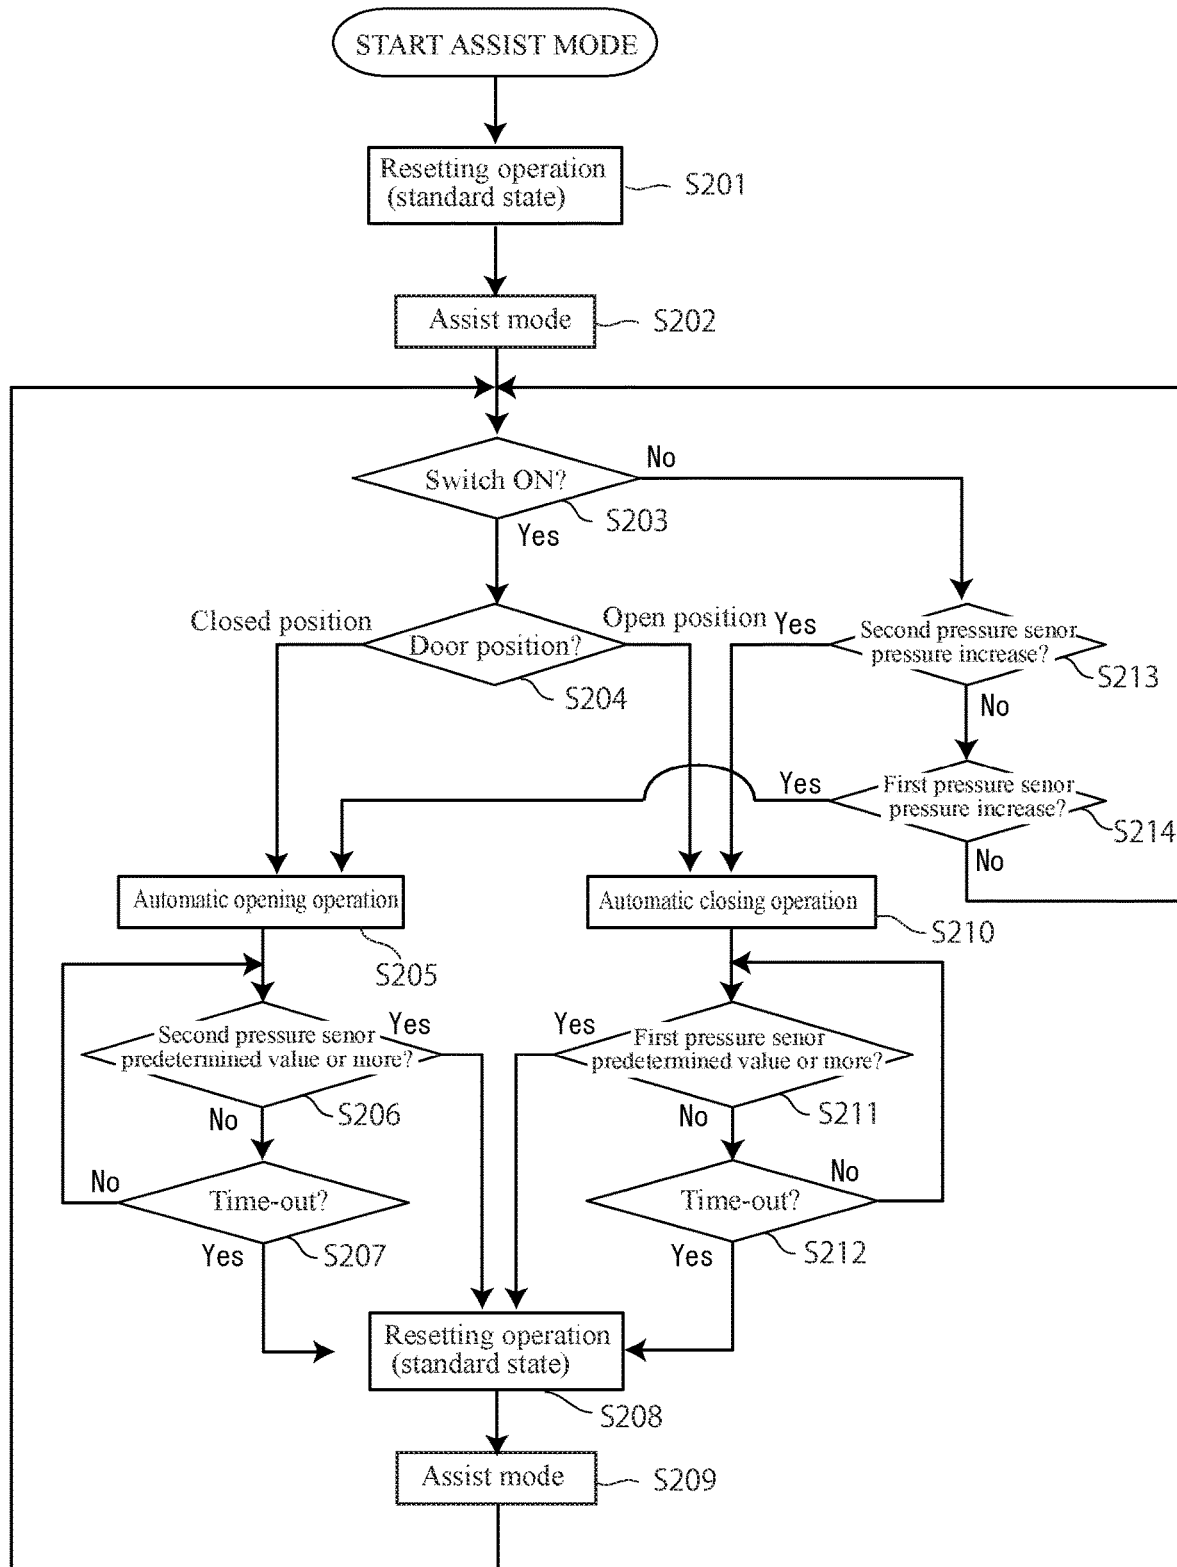 START ASSIST MODE
Resetting operation
(standard state)
S201
Assist mode
S202
Switch ON?
No
S203
Yes
Closed position
Door position?
Open position
S204
Yes
Second pressure senor
pressure increase?
S213
No
Yes
First pressure senor
pressure increase?
S214
No
Automatic opening operation
S205
Automatic closing operation
S210
Second pressure senor
predetermined value or more?
Yes
S206
No
Yes
First pressure senor
predetermined value or more?
S211
No
No
Time-out?
S207
Yes
Time-out?
No
S212
Yes
Resetting operation
(standard state)
S208
Assist mode
S209